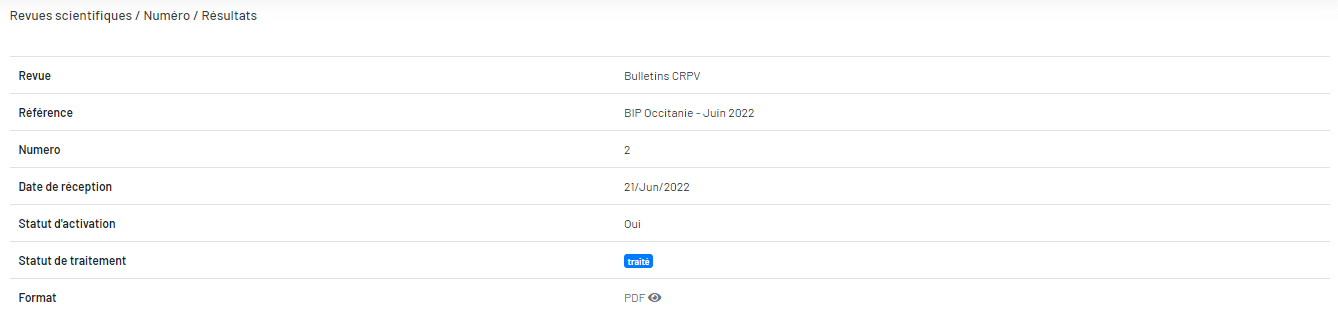 Revues scientifiques / Numéro / Résultats
Revue Bulletins CRPV
Référence BIP Occitanie - Juin 2022
Numero 2
Date de réception 21/Jun/2022
Statut d'activation Oui
Statut de traitement traité
Format PDF